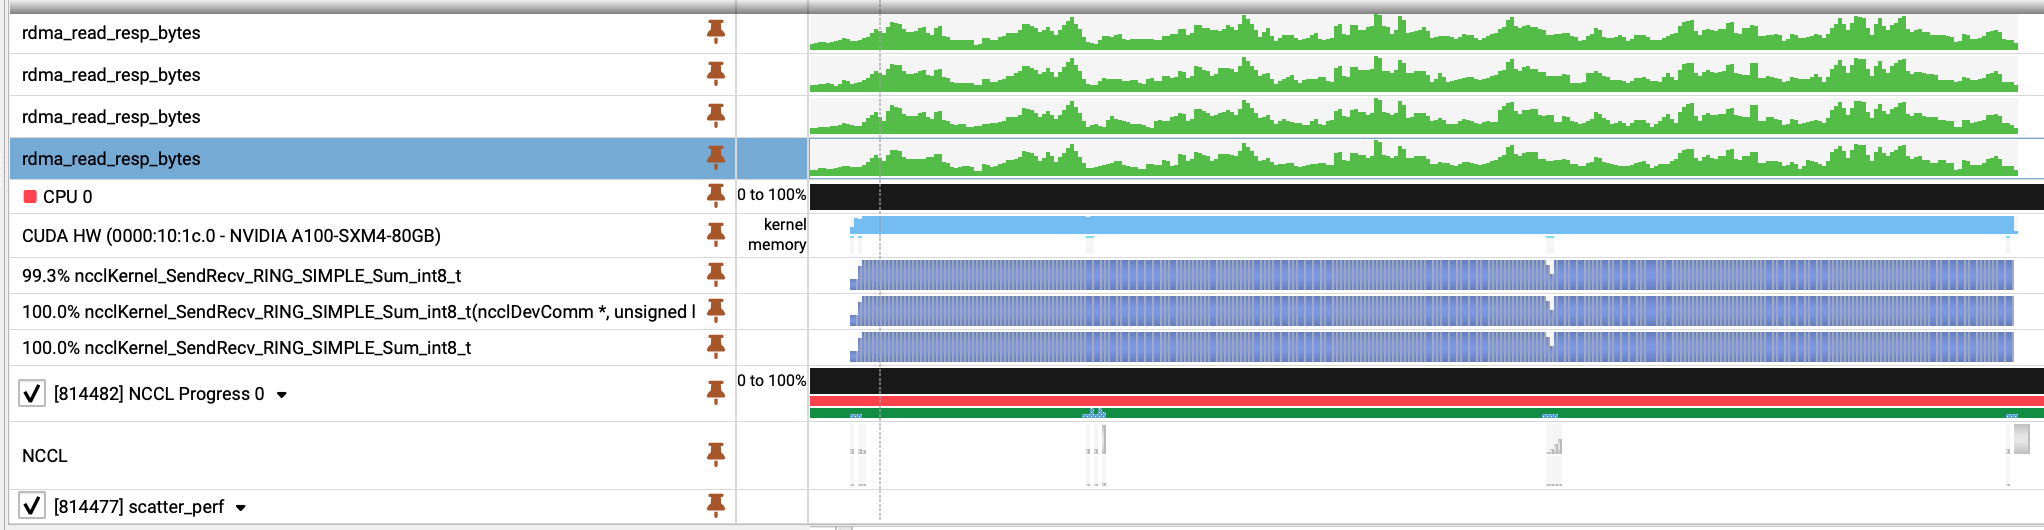 rdma_read_resp_bytes
rdma_read_resp_bytes
rdma_read_resp_bytes
rdma_read_resp_bytes
CPU 0
0 to 100%
CUDA HW (0000:10:1c.0 - NVIDIA A100-SXM4-80GB)
kernel
memory
99.3% ncclKernel_SendRecv_RING_SIMPLE_Sum_int8_t
100.0% ncclKernel_SendRecv_RING_SIMPLE_Sum_int8_t(ncclDevComm *, unsigned l
100.0% ncclKernel_SendRecv_RING_SIMPLE_Sum_int8_t
[814482] NCCL Progress 0
0 to 100%
NCCL
[814477] scatter_perf